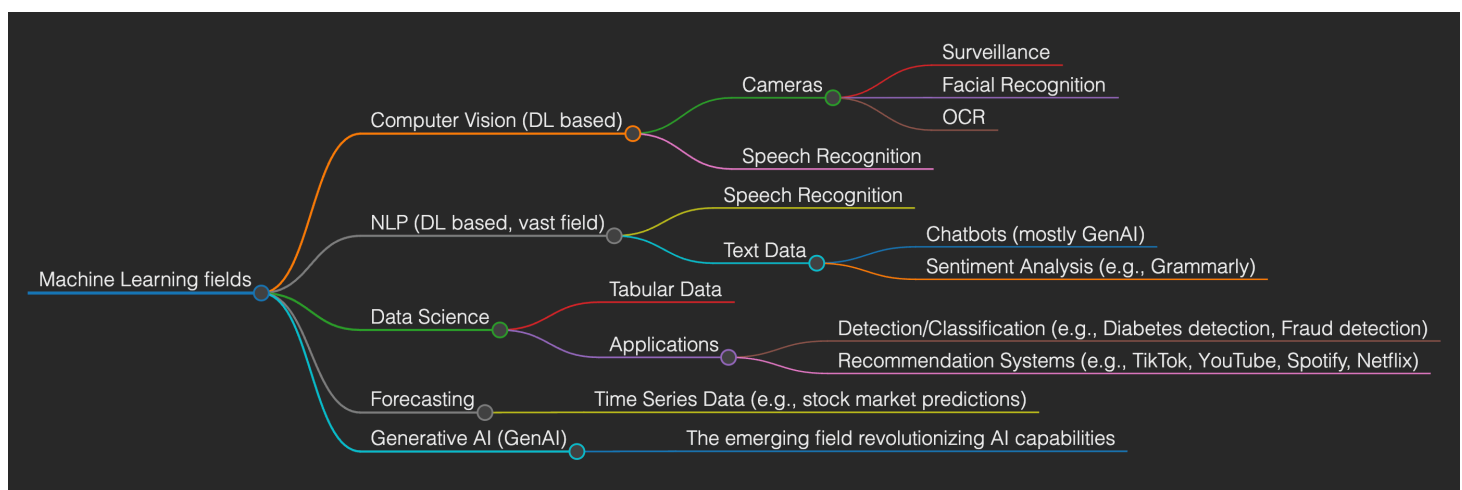 Machine Learning fields
Computer Vision (DL based)
Cameras
Surveillance
Facial Recognition
OCR
Speech Recognition
NLP (DL based, vast field)
Speech Recognition
Text Data
Chatbots (mostly GenAI)
Sentiment Analysis (e.g., Grammarly)
Data Science
Tabular Data
Applications
Detection/Classification (e.g., Diabetes detection, Fraud detection)
Recommendation Systems (e.g., TikTok, YouTube, Spotify, Netflix)
Forecasting
Time Series Data (e.g., stock market predictions)
Generative AI (GenAI)
The emerging field revolutionizing AI capabilities